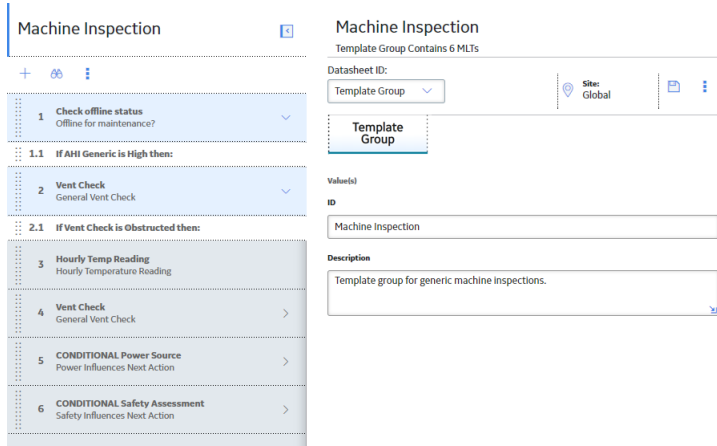 Machine Inspection
1
Check offline status
Offline for maintenance?
1.1 If AHI Generic is High then:
2
Vent Check
General Vent Check
2.1 If Vent Check is Obstructed then:
3
Hourly Temp Reading
Hourly Temperature Reading
4
Vent Check
General Vent Check
5
CONDITIONAL Power Source
Power Influences Next Action
6
CONDITIONAL Safety Assessment
Safety Influences Next Action
Machine Inspection
Template Group Contains 6 MLTs
Datasheet ID:
Template Group
Site:
Global
Template
Group
Value(s)
ID
Machine Inspection
Description
Template group for generic machine inspections.